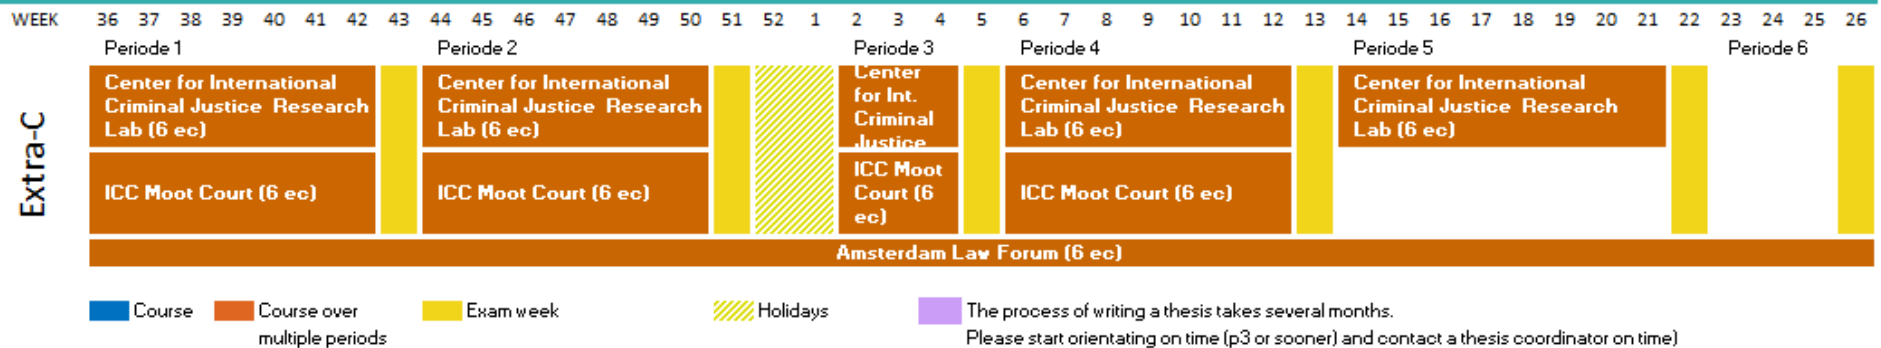 WEEK 36 37 38 39 40 41 42 43 44 45 46 47 48 49 50 51 52 1 2 3 4 5 6 7 8 9 10 11 12 13 14 15 16 17 18 19 20 21 22 23 24 25 26
Periode 1 Periode 2 Periode 3 Periode 4 Periode 5 Periode 6
Extra-C
Center for International
Criminal Justice Research
Lab (6 ec)
Center for International
Criminal Justice Research
Lab (6 ec)
Center
for Int.
Criminal
Justice
Center for International
Criminal Justice Research
Lab (6 ec)
Center for International
Criminal Justice Research
Lab (6 ec)
ICC Moot Court (6 ec)
ICC Moot Court (6 ec)
ICC Moot
Court (6
ec)
ICC Moot Court (6 ec)
Amsterdam Law Forum (6 ec)
Course
Course over
multiple periods
Exam week
Holidays
The process of writing a thesis takes several months.
Please start orientating on time (p3 or sooner) and contact a thesis coordinator on time)